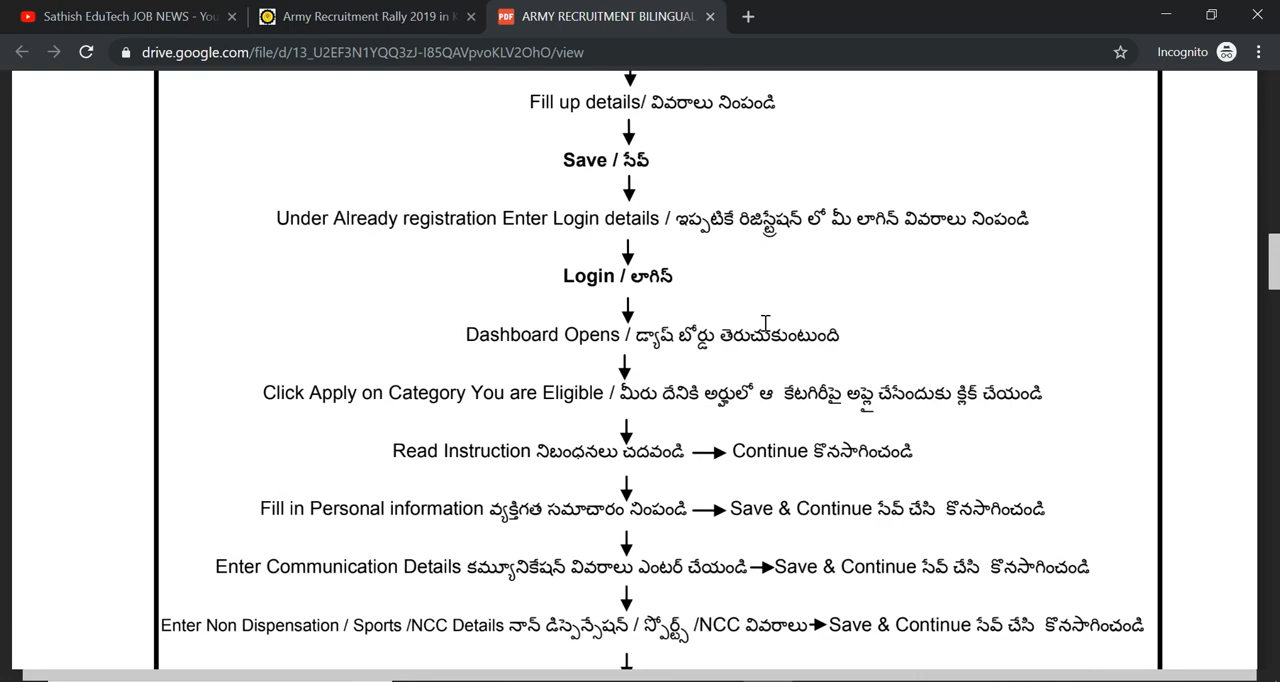 Sathish EduTech JOB NEWS - You
Army Recruitment Rally 2019 in K
PDF ARMY RECRUITMENT BILINGUAL
drive.google.com/file/d/13_U2EF3N1YQQ3zJ-I85QAVpvoKLV2OhO/view
Incognito
Fill up details/ వివరాలు నింపండి
Save / సేవ్
Under Already registration Enter Login details / ఇప్పటికే రిజిస్ట్రేషన్ లో మీ లాగిన్ వివరాలు నింపండి
Login / లాగిన్
Dashboard Opens / డ్యాష్ బోర్డు తెరుచుకుంటుంది
Click Apply on Category You are Eligible / మీరు దేనికి అర్హులో ఆ కేటగిరీపై అప్లై చేసేందుకు క్లిక్ చేయండి
Read Instruction నిబంధనలు చదవండి → Continue కొనసాగించండి
Fill in Personal information వ్యక్తిగత సమాచారం నింపండి → Save & Continue సేవ్ చేసి కొనసాగించండి
Enter Communication Details కమ్యూనికేషన్ వివరాలు ఎంటర్ చేయండి → Save & Continue సేవ్ చేసి కొనసాగించండి
Enter Non Dispensation / Sports /NCC Details నాన్ డిస్పెన్సేషన్ / స్పోర్ట్స్ /NCC వివరాలు → Save & Continue సేవ్ చేసి కొనసాగించండి